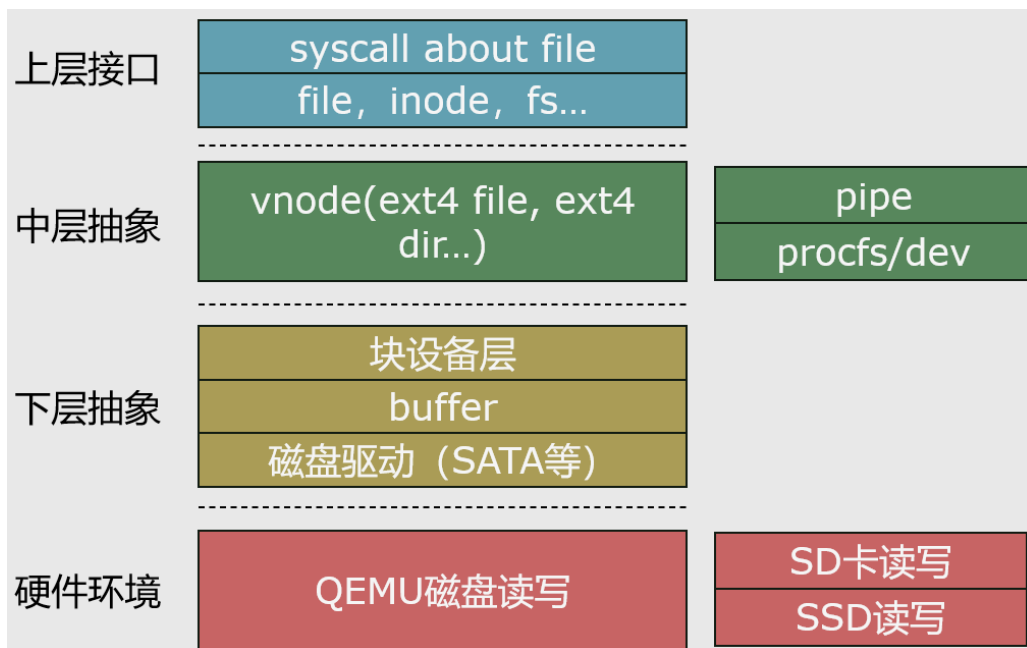 上层接口
syscall about file
file，inode，fs…
中层抽象
vnode(ext4 file, ext4
dir…)
pipe
procfs/dev
下层抽象
块设备层
buffer
磁盘驱动（SATA等）
硬件环境
QEMU磁盘读写
SD卡读写
SSD读写